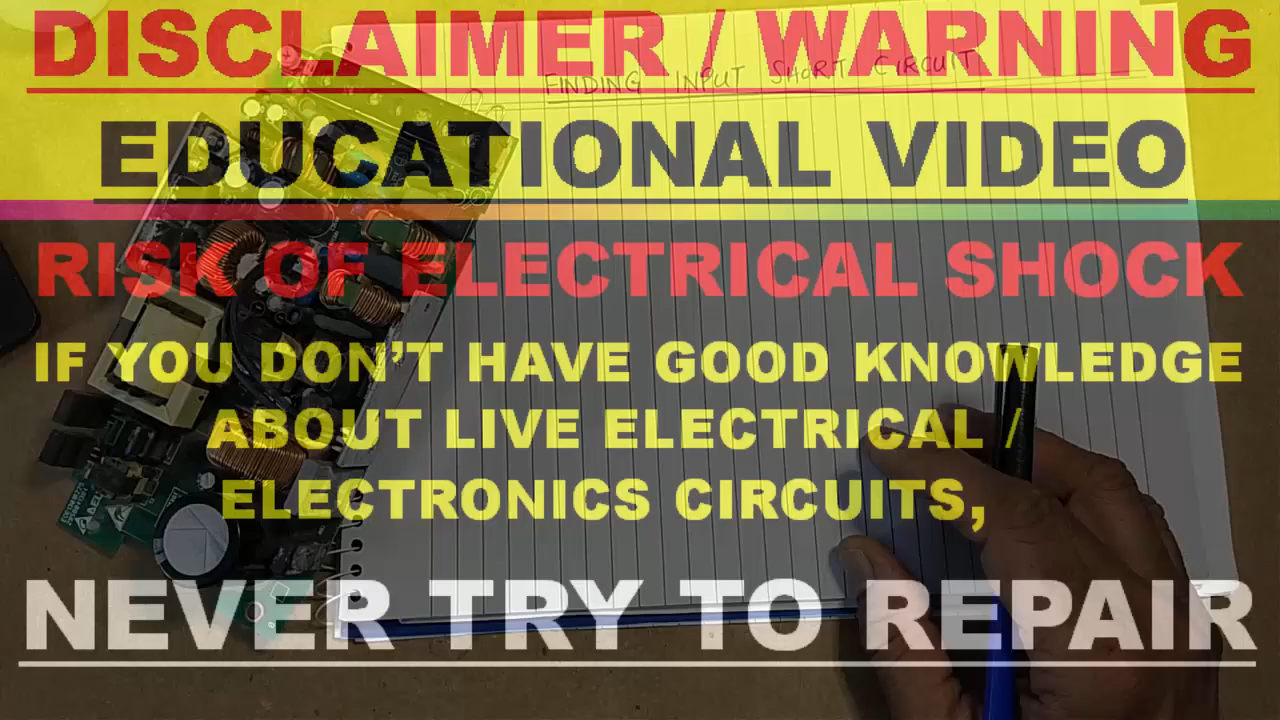 DISCLAIMER / WARNING
FINDING INPUT SHORT CIRCUIT
EDUCATIONAL VIDEO
RISK OF ELECTRICAL SHOCK
IF YOU DON'T HAVE GOOD KNOWLEDGE
ABOUT LIVE ELECTRICAL /
ELECTRONICS CIRCUITS,
NEVER TRY TO REPAIR